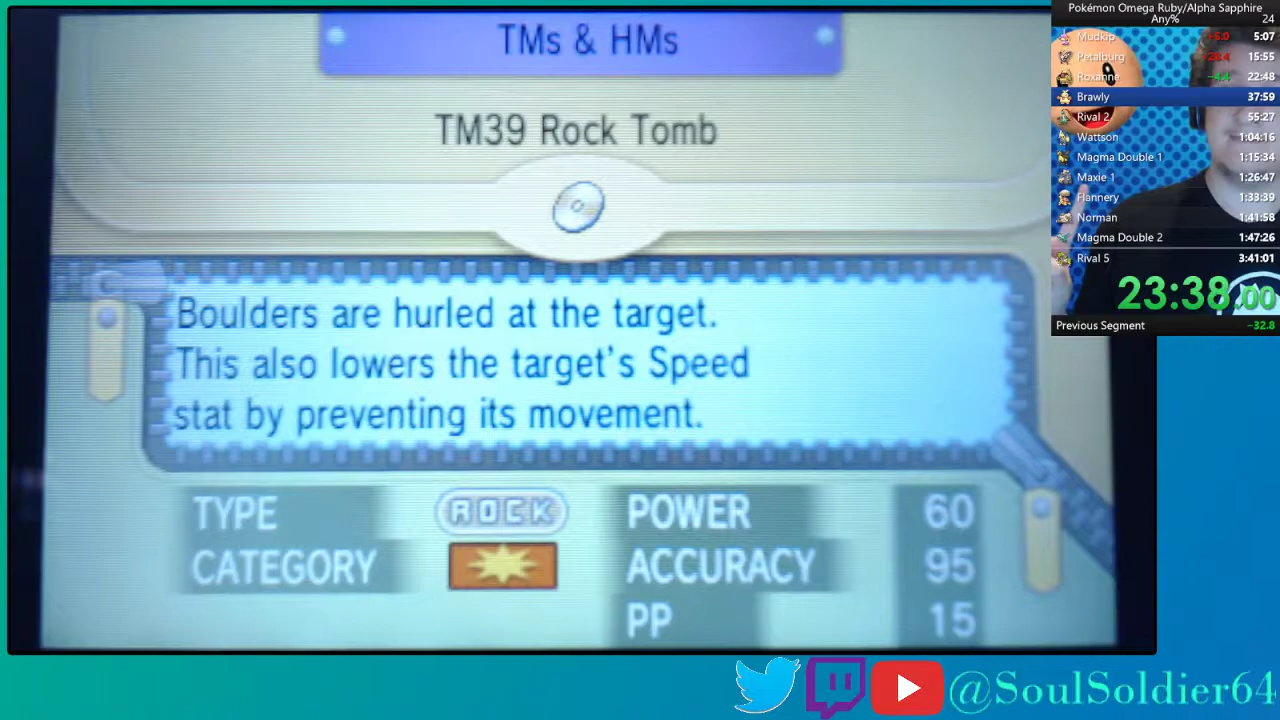 TMs & HMs
TM39 Rock Tomb
Boulders are hurled at the target.
This also lowers the target's Speed
stat by preventing its movement.
TYPE ROCK POWER 60
CATEGORY ACCURACY 95
PP 15
Pokémon Omega Ruby/Alpha Sapphire
Any% 24
Mudkip 5:07
Petalburg 15:55
Roxanne 22:48
Brawly 37:59
Rival 2 55:27
Wattson 1:04:16
Magma Double 1 1:15:34
Maxie 1 1:26:47
Flannery 1:33:39
Norman 1:41:58
Magma Double 2 1:47:26
Rival 5 3:41:01
23:38.00
Previous Segment −32.8
@SoulSoldier64